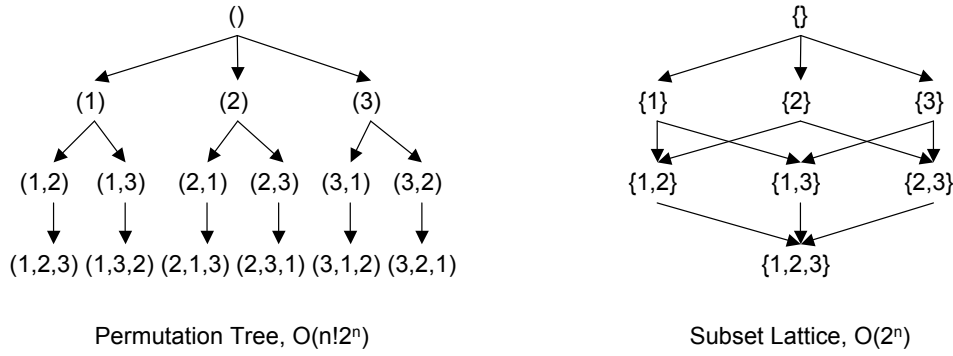 ()
(1) (2) (3)
(1,2) (1,3) (2,1) (2,3) (3,1) (3,2)
(1,2,3) (1,3,2) (2,1,3) (2,3,1) (3,1,2) (3,2,1)
Permutation Tree, O(n!2ⁿ)
{}
{1} {2} {3}
{1,2} {1,3} {2,3}
{1,2,3}
Subset Lattice, O(2ⁿ)